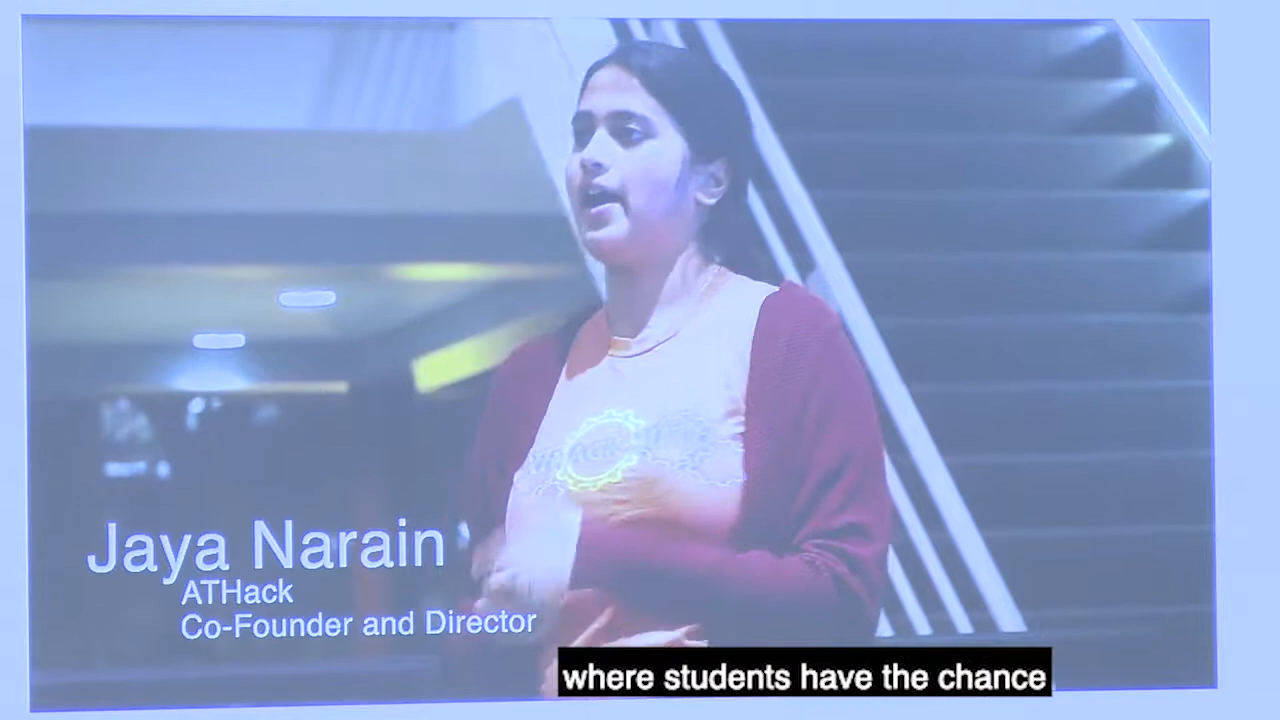 Jaya Narain
ATHack
Co-Founder and Director
where students have the chance